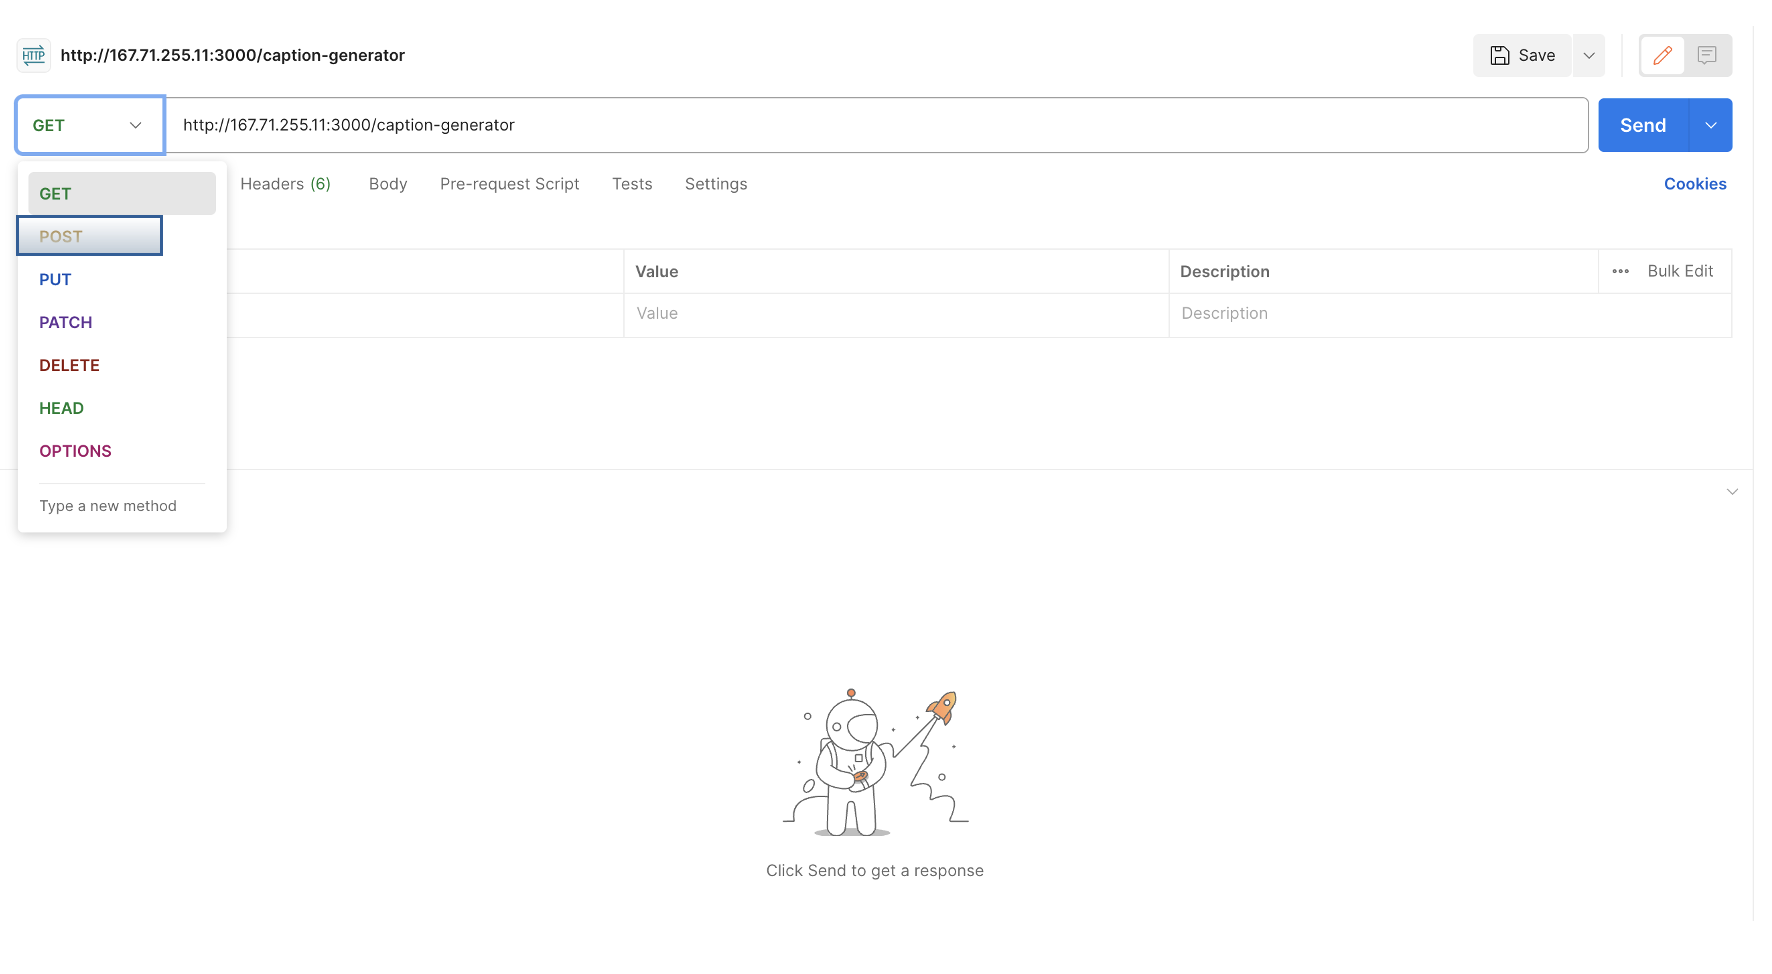 HTTP http://167.71.255.11:3000/caption-generator Save
GET http://167.71.255.11:3000/caption-generator Send
Headers (6) Body Pre-request Script Tests Settings Cookies
GET
POST
PUT
PATCH
DELETE
HEAD
OPTIONS
Type a new method
Value Description ••• Bulk Edit
Value Description
Click Send to get a response